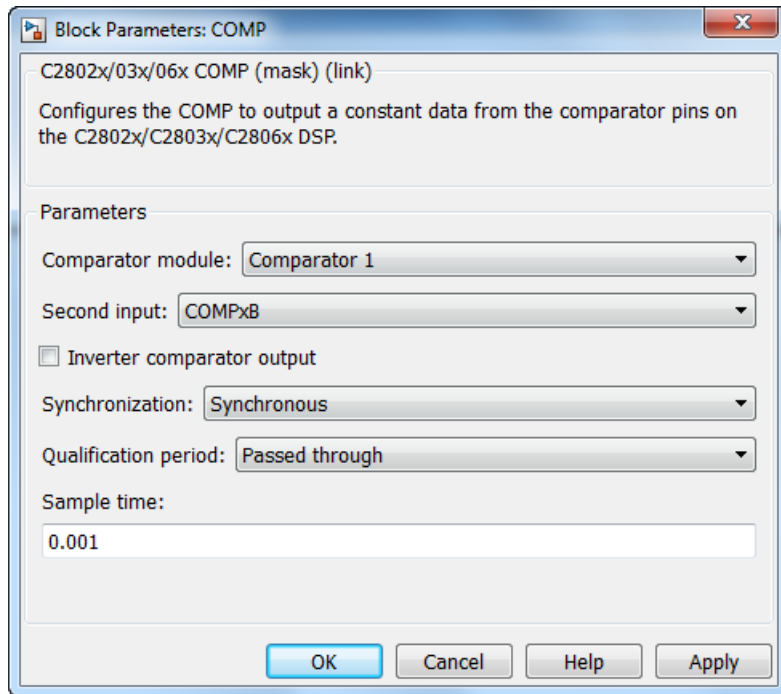 Block Parameters: COMP
C2802x/03x/06x COMP (mask) (link)
Configures the COMP to output a constant data from the comparator pins on
the C2802x/C2803x/C2806x DSP.
Parameters
Comparator module: Comparator 1
Second input: COMPxB
Inverter comparator output
Synchronization: Synchronous
Qualification period: Passed through
Sample time:
0.001
OK Cancel Help Apply